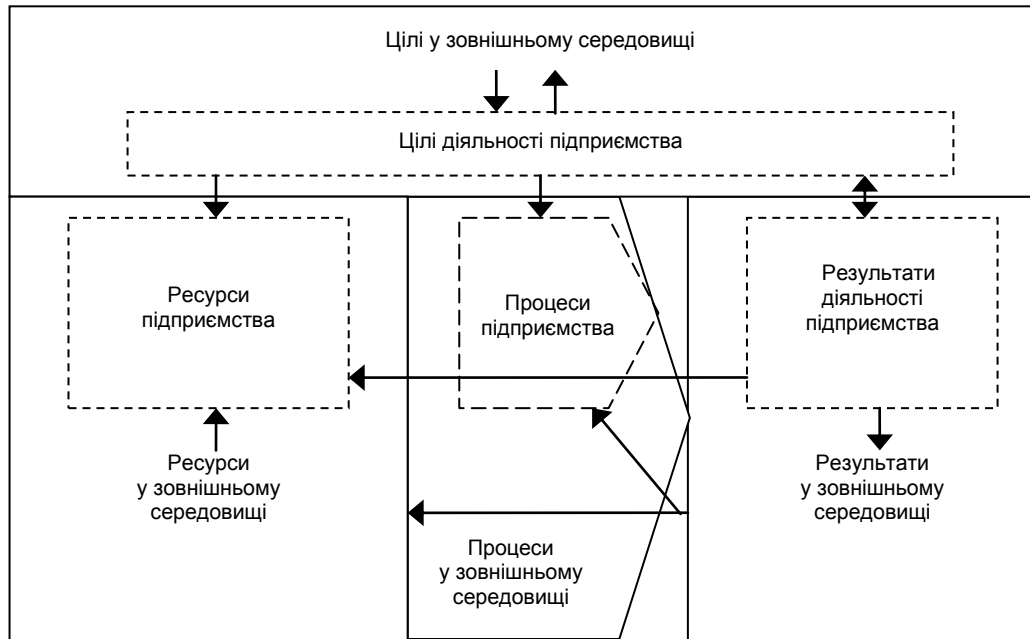 Цілі у зовнішньому середовищі
Цілі діяльності підприємства
Ресурси
підприємства
Процеси
підприємства
Результати
діяльності
підприємства
Ресурси
у зовнішньому
середовищі
Процеси
у зовнішньому
середовищі
Результати
у зовнішньому
середовищі